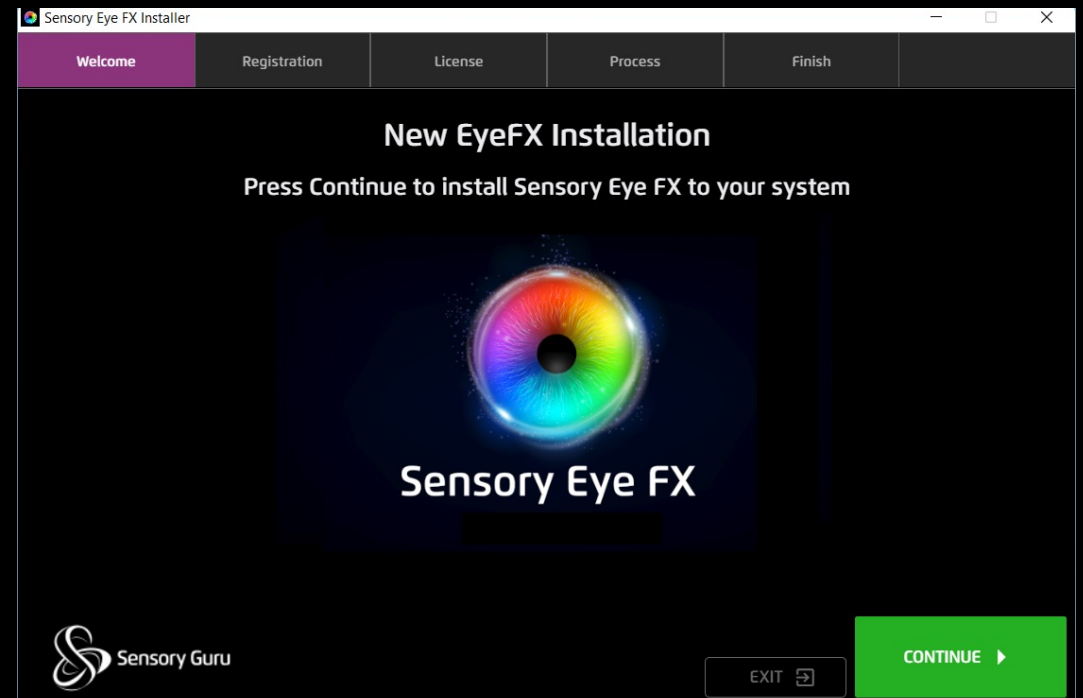 Sensory Eye FX Installer
Welcome Registration License Process Finish
New EyeFX Installation
Press Continue to install Sensory Eye FX to your system
Sensory Eye FX
Sensory Guru
EXIT
CONTINUE